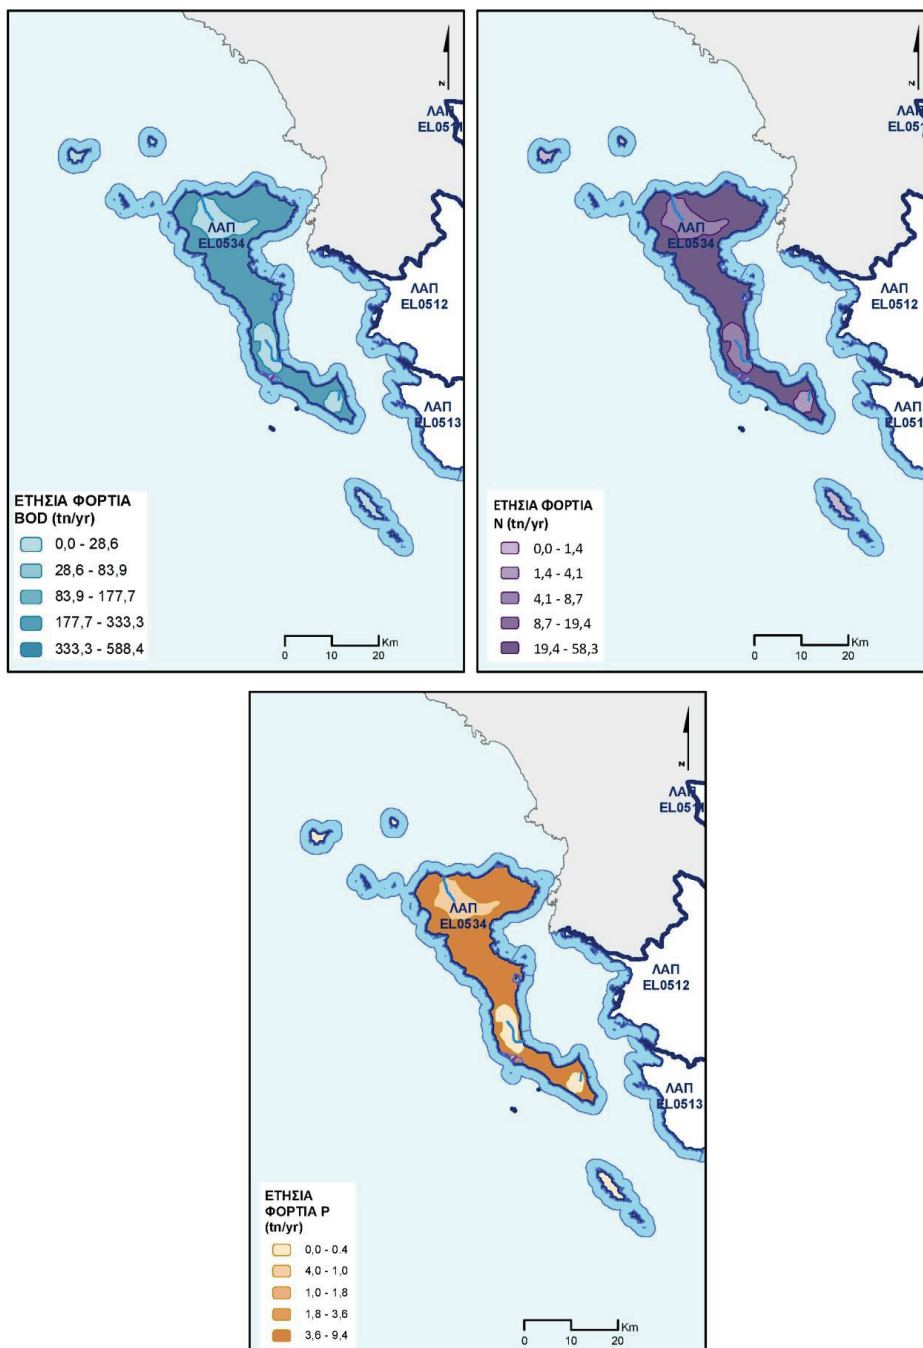 N
ΛΑΠ
EL0511
ΛΑΠ
EL0534
ΛΑΠ
EL0512
ΛΑΠ
EL0513
ΕΤΗΣΙΑ ΦΟΡΤΙΑ
BOD (tn/yr)
0,0 - 28,6
28,6 - 83,9
83,9 - 177,7
177,7 - 333,3
333,3 - 588,4
Km
0 10 20
N
ΛΑΠ
EL051
ΛΑΠ
EL0534
ΛΑΠ
EL0512
ΛΑΠ
EL051
ΕΤΗΣΙΑ ΦΟΡΤΙΑ
N (tn/yr)
0,0 - 1,4
1,4 - 4,1
4,1 - 8,7
8,7 - 19,4
19,4 - 58,3
Km
0 10 20
N
ΛΑΠ
EL051
ΛΑΠ
EL0534
ΛΑΠ
EL0512
ΛΑΠ
EL0513
ΕΤΗΣΙΑ
ΦΟΡΤΙΑ P
(tn/yr)
0,0 - 0.4
4,0 - 1,0
1,0 - 1,8
1,8 - 3,6
3,6 - 9,4
Km
0 10 20